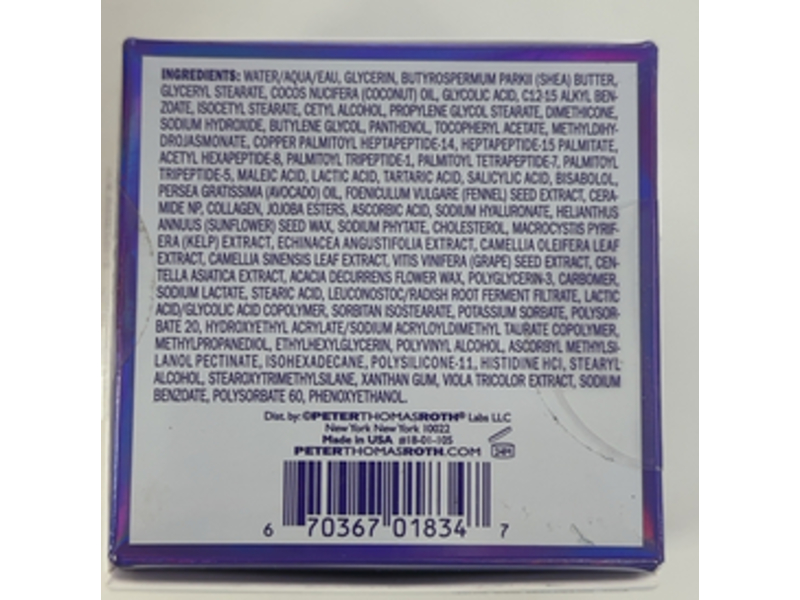 INGREDIENTS: WATER/AQUA/EAU, GLYCERIN, BUTYROSPERMUM PARKII (SHEA) BUTTER,
GLYCERYL STEARATE, COCOS NUCIFERA (COCONUT) OIL, GLYCOLIC ACID, C12-15 ALKYL BEN-
ZOATE, ISOCETYL STEARATE, CETYL ALCOHOL, PROPYLENE GLYCOL STEARATE, DIMETHICONE,
SODIUM HYDROXIDE, BUTYLENE GLYCOL, PANTHENOL, TOCOPHERYL ACETATE, METHYLDIHY-
DROJASMONATE, COPPER PALMITOYL HEPTAPEPTIDE-14, HEPTAPEPTIDE-15 PALMITATE,
ACETYL HEXAPEPTIDE-8, PALMITOYL TRIPEPTIDE-1, PALMITOYL TETRAPEPTIDE-7, PALMITOYL
TRIPEPTIDE-5, MALEIC ACID, LACTIC ACID, TARTARIC ACID, SALICYLIC ACID, BISABOLOL,
PERSEA GRATISSIMA (AVOCADO) OIL, FOENICULUM VULGARE (FENNEL) SEED EXTRACT, CERA-
MIDE NP, COLLAGEN, JOJOBA ESTERS, ASCORBIC ACID, SODIUM HYALURONATE, HELIANTHUS
ANNUUS (SUNFLOWER) SEED WAX, SODIUM PHYTATE, CHOLESTEROL, MACROCYSTIS PYRIF-
ERA (KELP) EXTRACT, ECHINACEA ANGUSTIFOLIA EXTRACT, CAMELLIA OLEIFERA LEAF
EXTRACT, CAMELLIA SINENSIS LEAF EXTRACT, VITIS VINIFERA (GRAPE) SEED EXTRACT, CEN-
TELLA ASIATICA EXTRACT, ACACIA DECURRENS FLOWER WAX, POLYGLYCERIN-3, CARBOMER,
SODIUM LACTATE, STEARIC ACID, LEUCONOSTOC/RADISH ROOT FERMENT FILTRATE, LACTIC
ACID/GLYCOLIC ACID COPOLYMER, SORBITAN ISOSTEARATE, POTASSIUM SORBATE, POLYSOR-
BATE 20, HYDROXYETHYL ACRYLATE/SODIUM ACRYLOYLDIMETHYL TAURATE COPOLYMER,
METHYLPROPANEDIOL, ETHYLHEXYLGLYCERIN, POLYVINYL ALCOHOL, ASCORBYL METHYLSI-
LANOL PECTINATE, ISOHEXADECANE, POLYSILICONE-11, HISTIDINE HCl, STEARYL
ALCOHOL, STEAROXYTRIMETHYLSILANE, XANTHAN GUM, VIOLA TRICOLOR EXTRACT, SODIUM
BENZOATE, POLYSORBATE 60, PHENOXYETHANOL.
Dist. by: ©PETERTHOMASROTH® Labs LLC
New York New York 10022
Made in USA #18-01-105
PETERTHOMASROTH.COM 24M
6 70367 01834 7